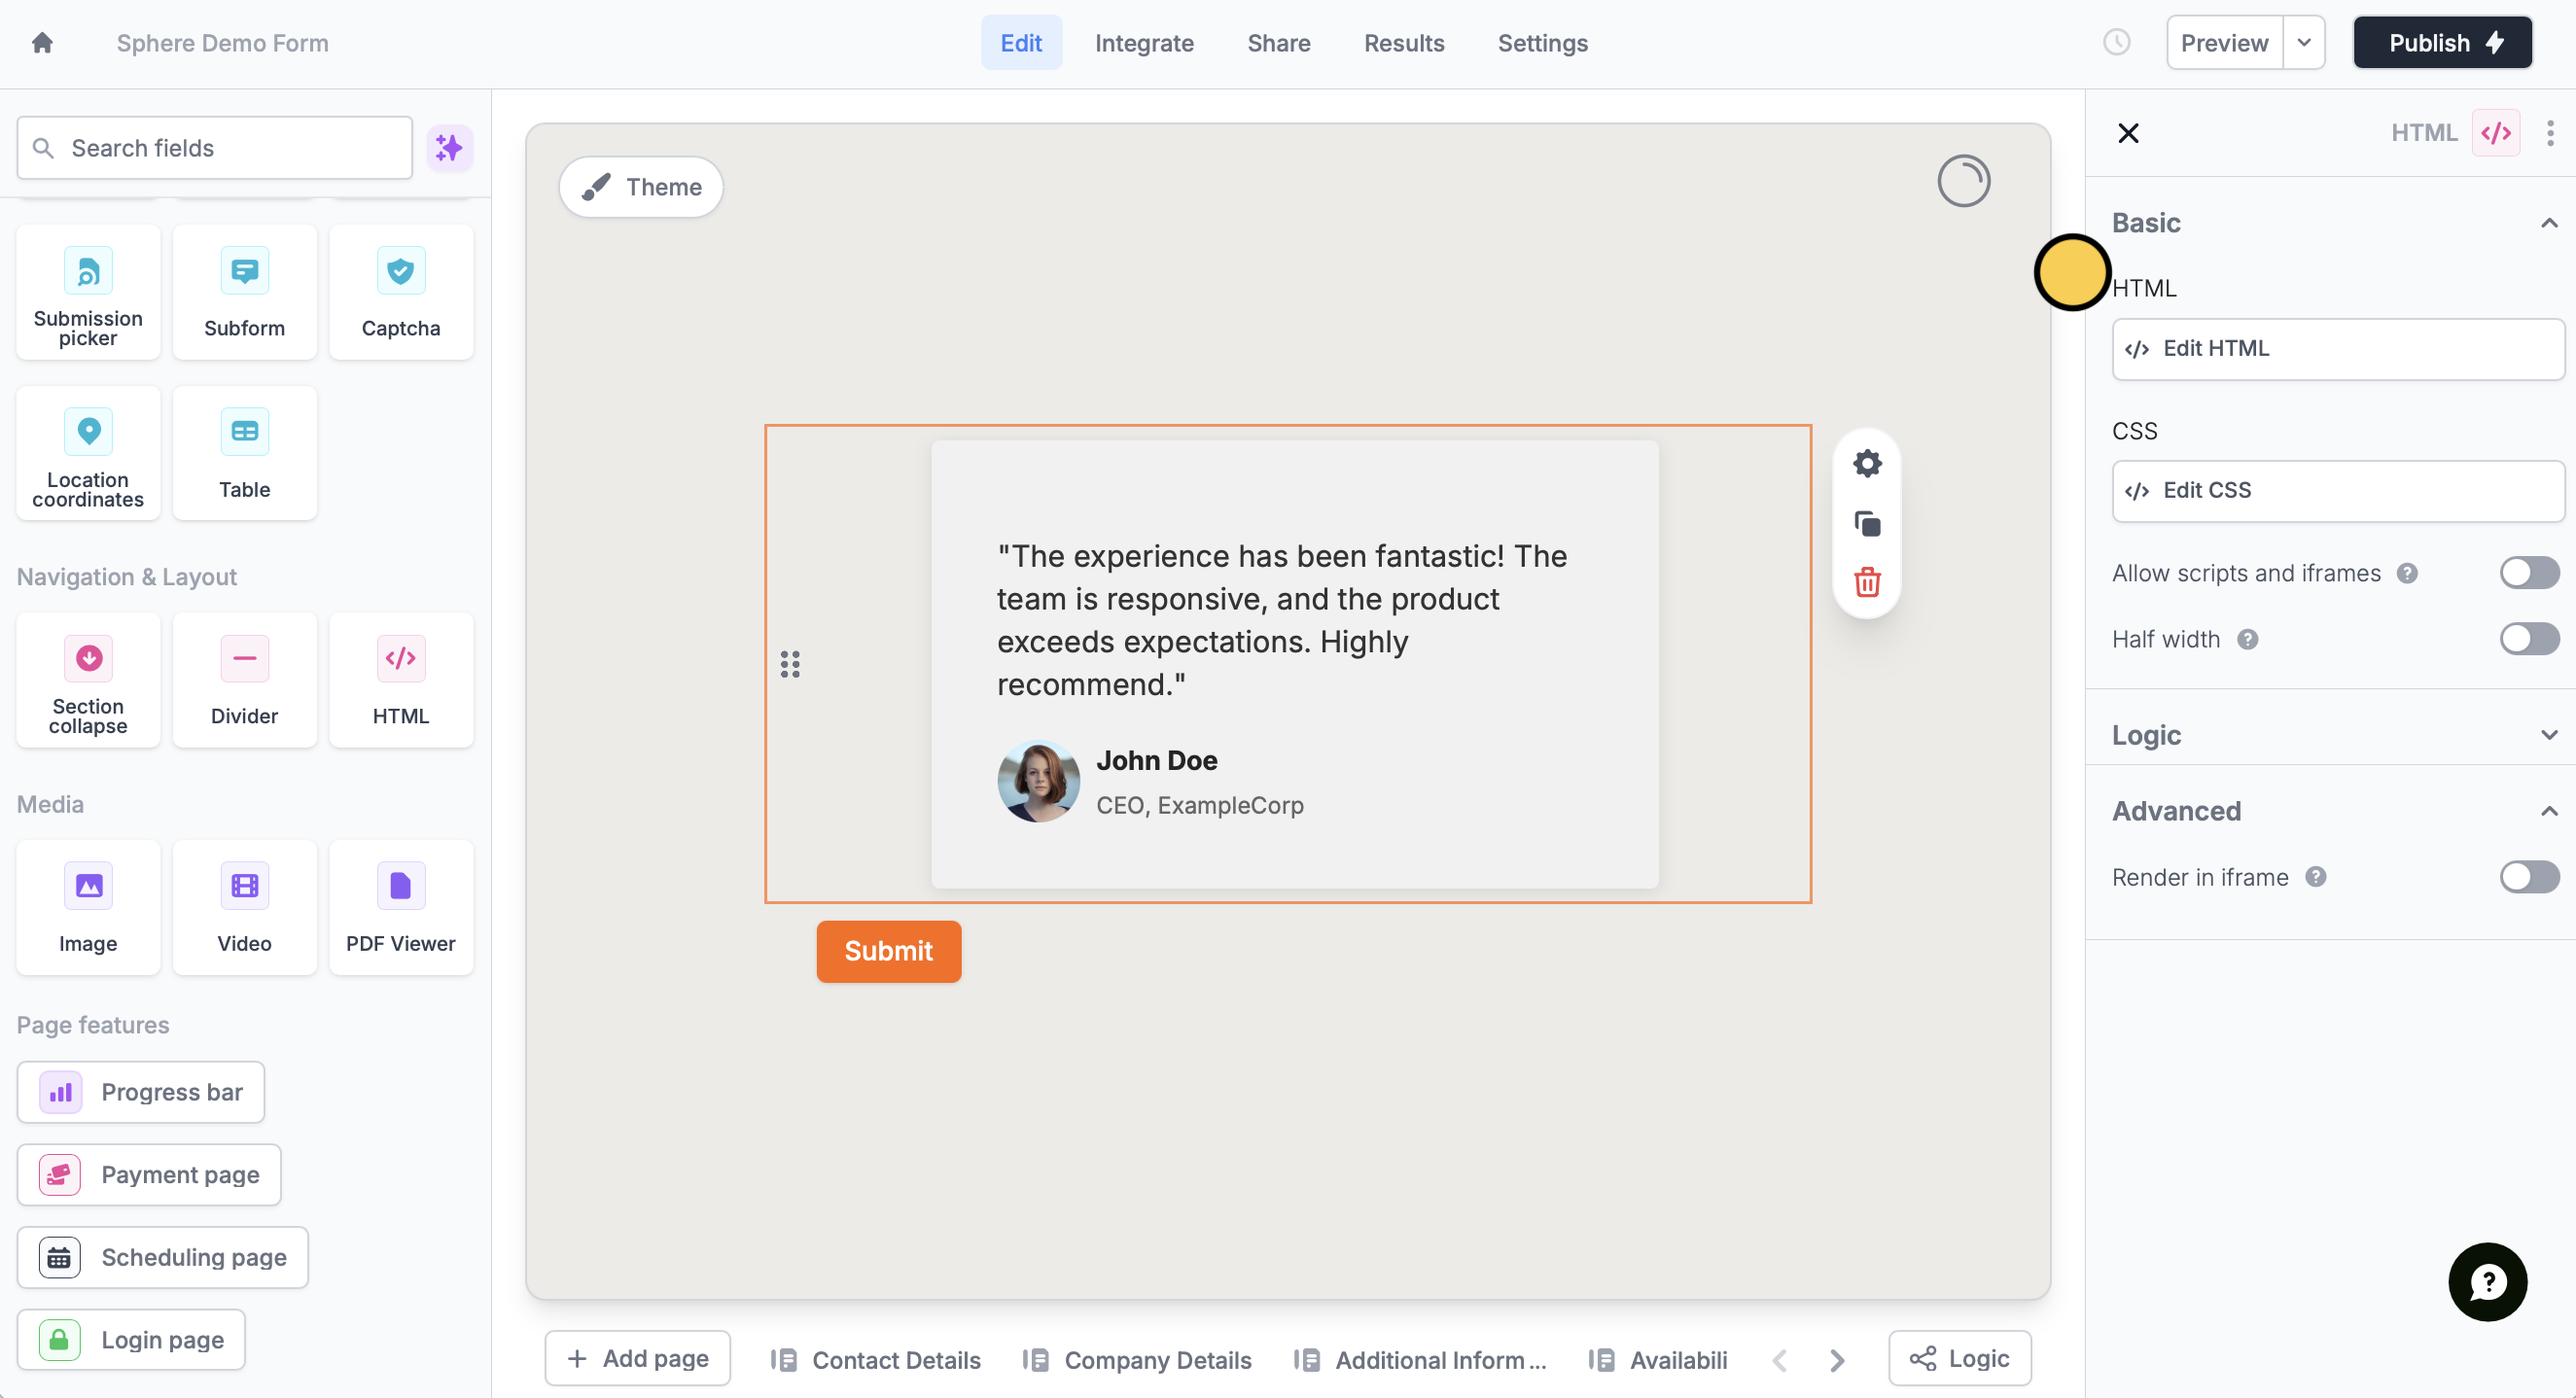 Sphere Demo Form
Edit
Integrate
Share
Results
Settings
Preview
Publish
Search fields
Submission
picker
Subform
Captcha
Location
coordinates
Table
Navigation & Layout
Section
collapse
Divider
HTML
Media
Image
Video
PDF Viewer
Page features
Progress bar
Payment page
Scheduling page
Login page
Theme
"The experience has been fantastic! The
team is responsive, and the product
exceeds expectations. Highly
recommend."
John Doe
CEO, ExampleCorp
Submit
Add page
Contact Details
Company Details
Additional Inform ...
Availabili
Logic
HTML
Basic
HTML
Edit HTML
CSS
Edit CSS
Allow scripts and iframes
Half width
Logic
Advanced
Render in iframe